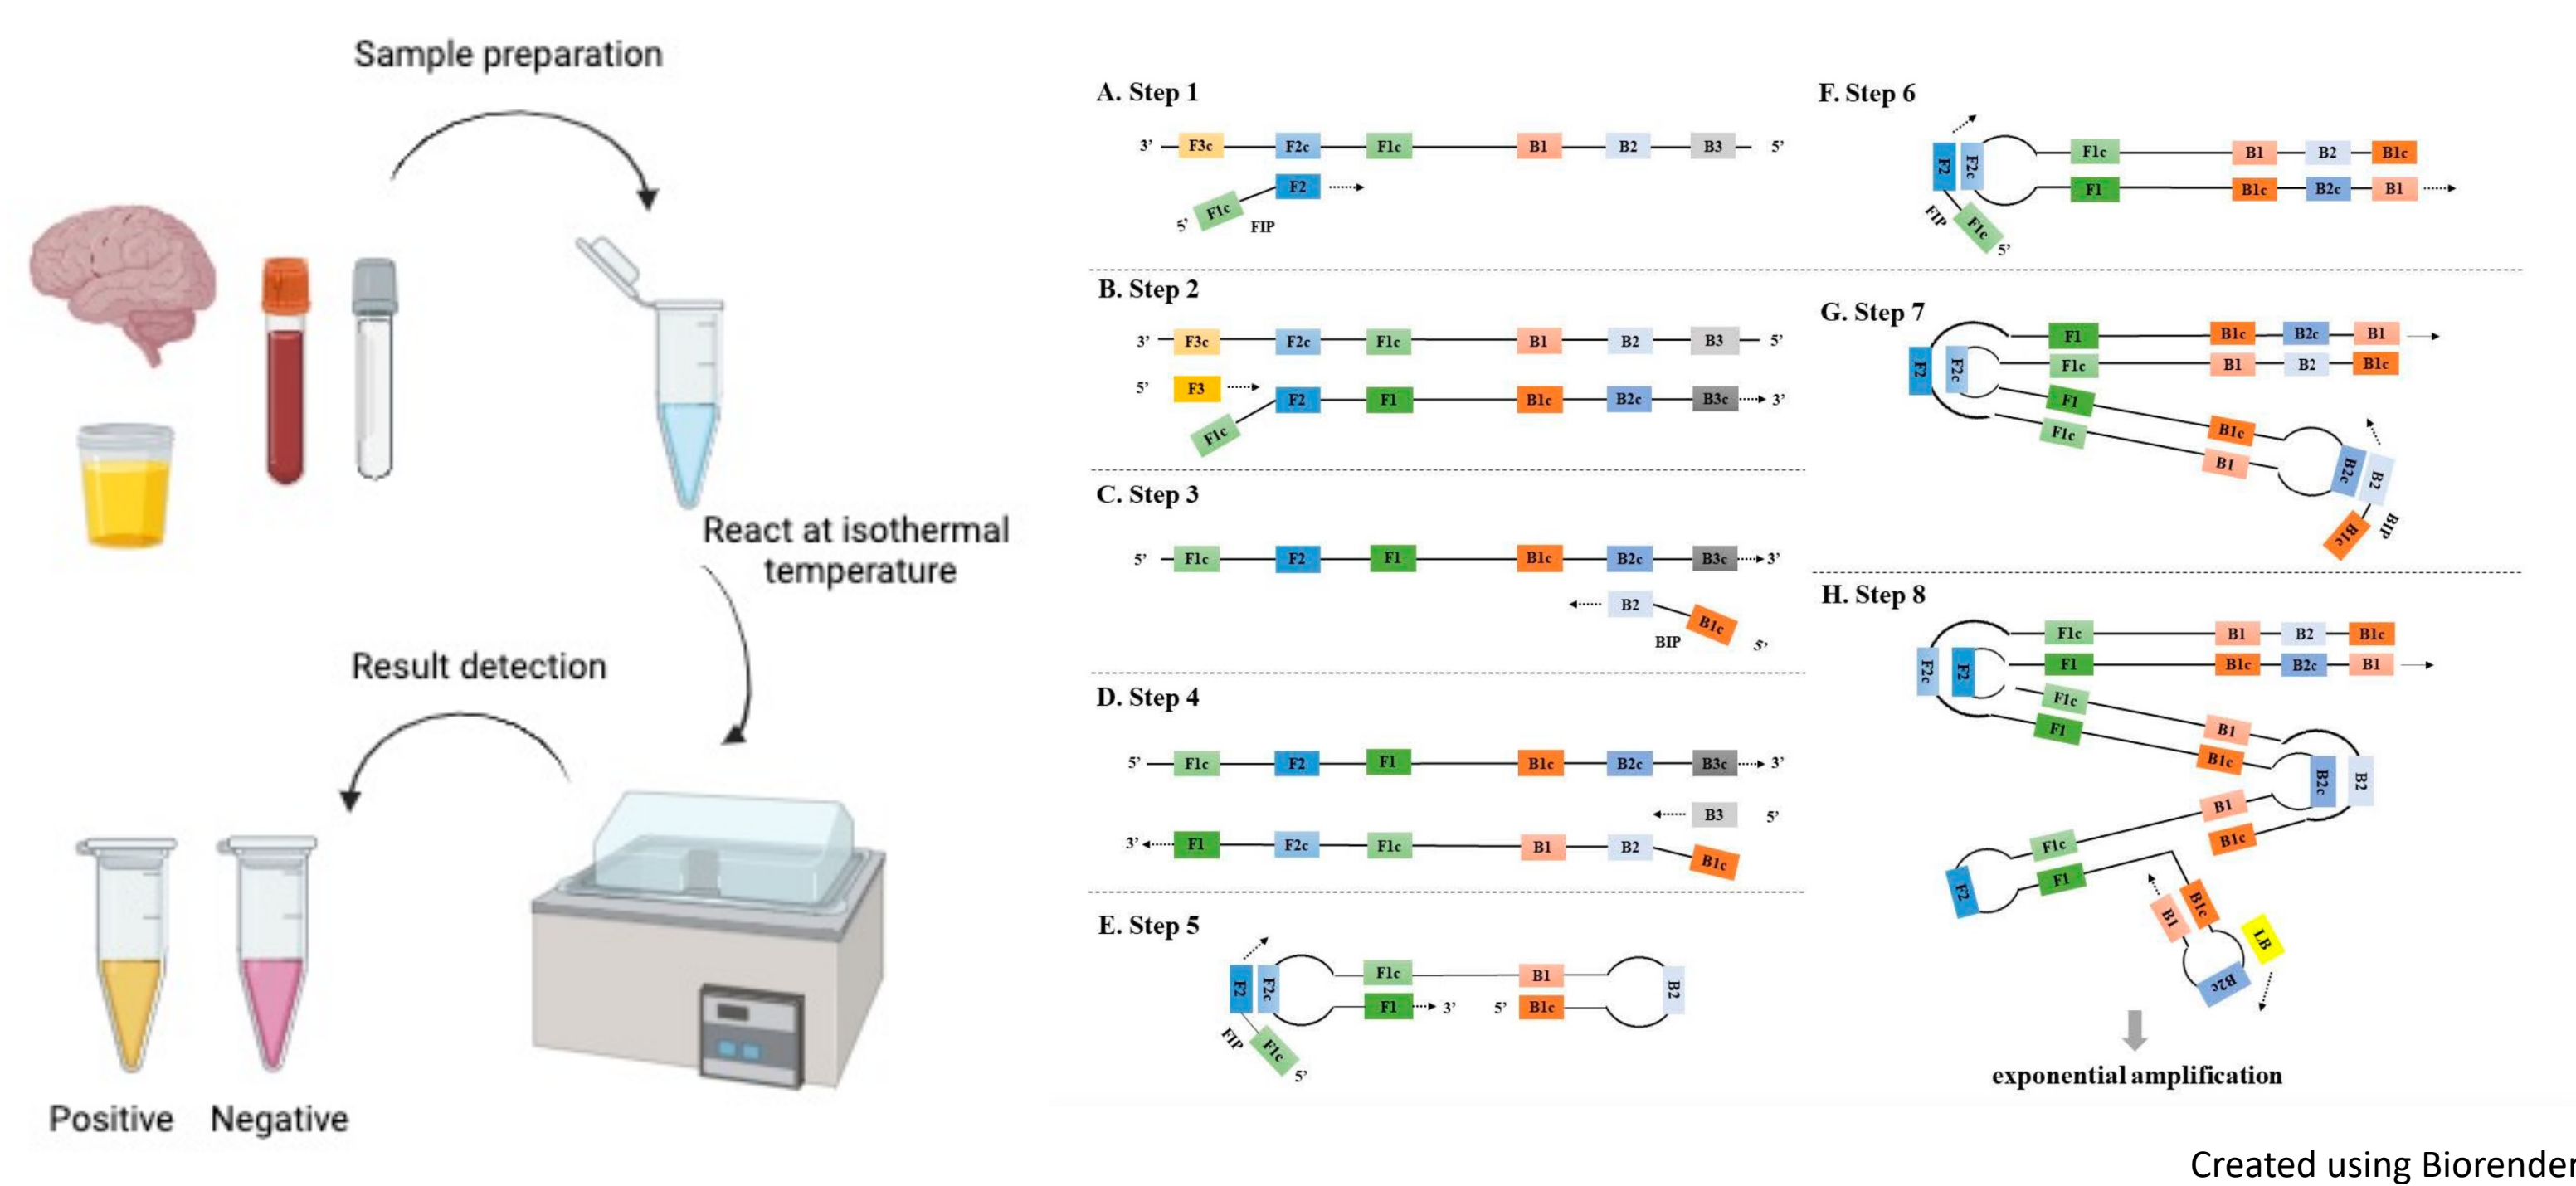 Sample preparation
React at isothermal
temperature
Result detection
Positive Negative
A. Step 1
3' F3c F2c F1c B1 B2 B3 5'
F2
5' F1c FIP
B. Step 2
3' F3c F2c F1c B1 B2 B3 5'
5' F3
F1c F2 F1 B1c B2c B3c 3'
C. Step 3
5' F1c F2 F1 B1c B2c B3c 3'
B2 B1c
BIP 5'
D. Step 4
5' F1c F2 F1 B1c B2c B3c 3'
B3 5'
3' F1 F2c F1c B1 B2 B1c
E. Step 5
F2 F2c F1c B1 B2
F1 3' 5' B1c
FIP F1c 5'
F. Step 6
F2 F2c F1c B1 B2 B1c
F1 B1c B2c B1
FIP F1c 5'
G. Step 7
F1 B1c B2c B1
F2 F2c F1c B1 B2 B1c
F1 B1c
F1c B1 B2c B2
B1c BIP
H. Step 8
F1c B1 B2 B1c
F2c F2 F1 B1c B2c B1
F1c B1
F1 B1c B2c B2
F1c B1
B1c
F2 F1
B1 B1c LB
B2c
exponential amplification
Created using Biorender